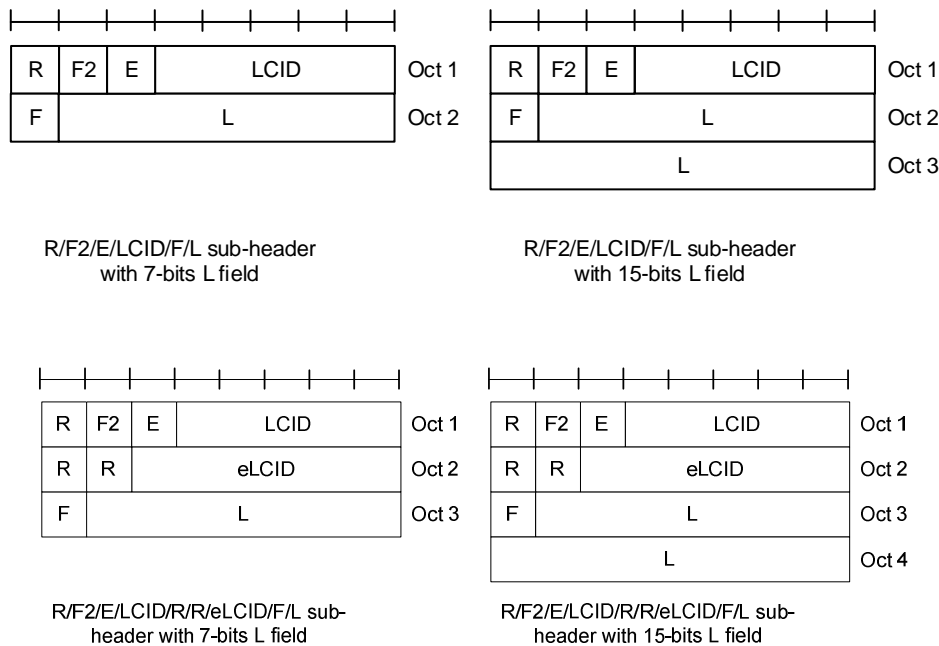 R F2 E LCID Oct 1
F L Oct 2
R/F2/E/LCID/F/L sub-header
with 7-bits L field
R F2 E LCID Oct 1
F L Oct 2
L Oct 3
R/F2/E/LCID/F/L sub-header
with 15-bits L field
R F2 E LCID Oct 1
R R eLCID Oct 2
F L Oct 3
R/F2/E/LCID/R/R/eLCID/F/L sub-
header with 7-bits L field
R F2 E LCID Oct 1
R R eLCID Oct 2
F L Oct 3
L Oct 4
R/F2/E/LCID/R/R/eLCID/F/L sub-
header with 15-bits L field